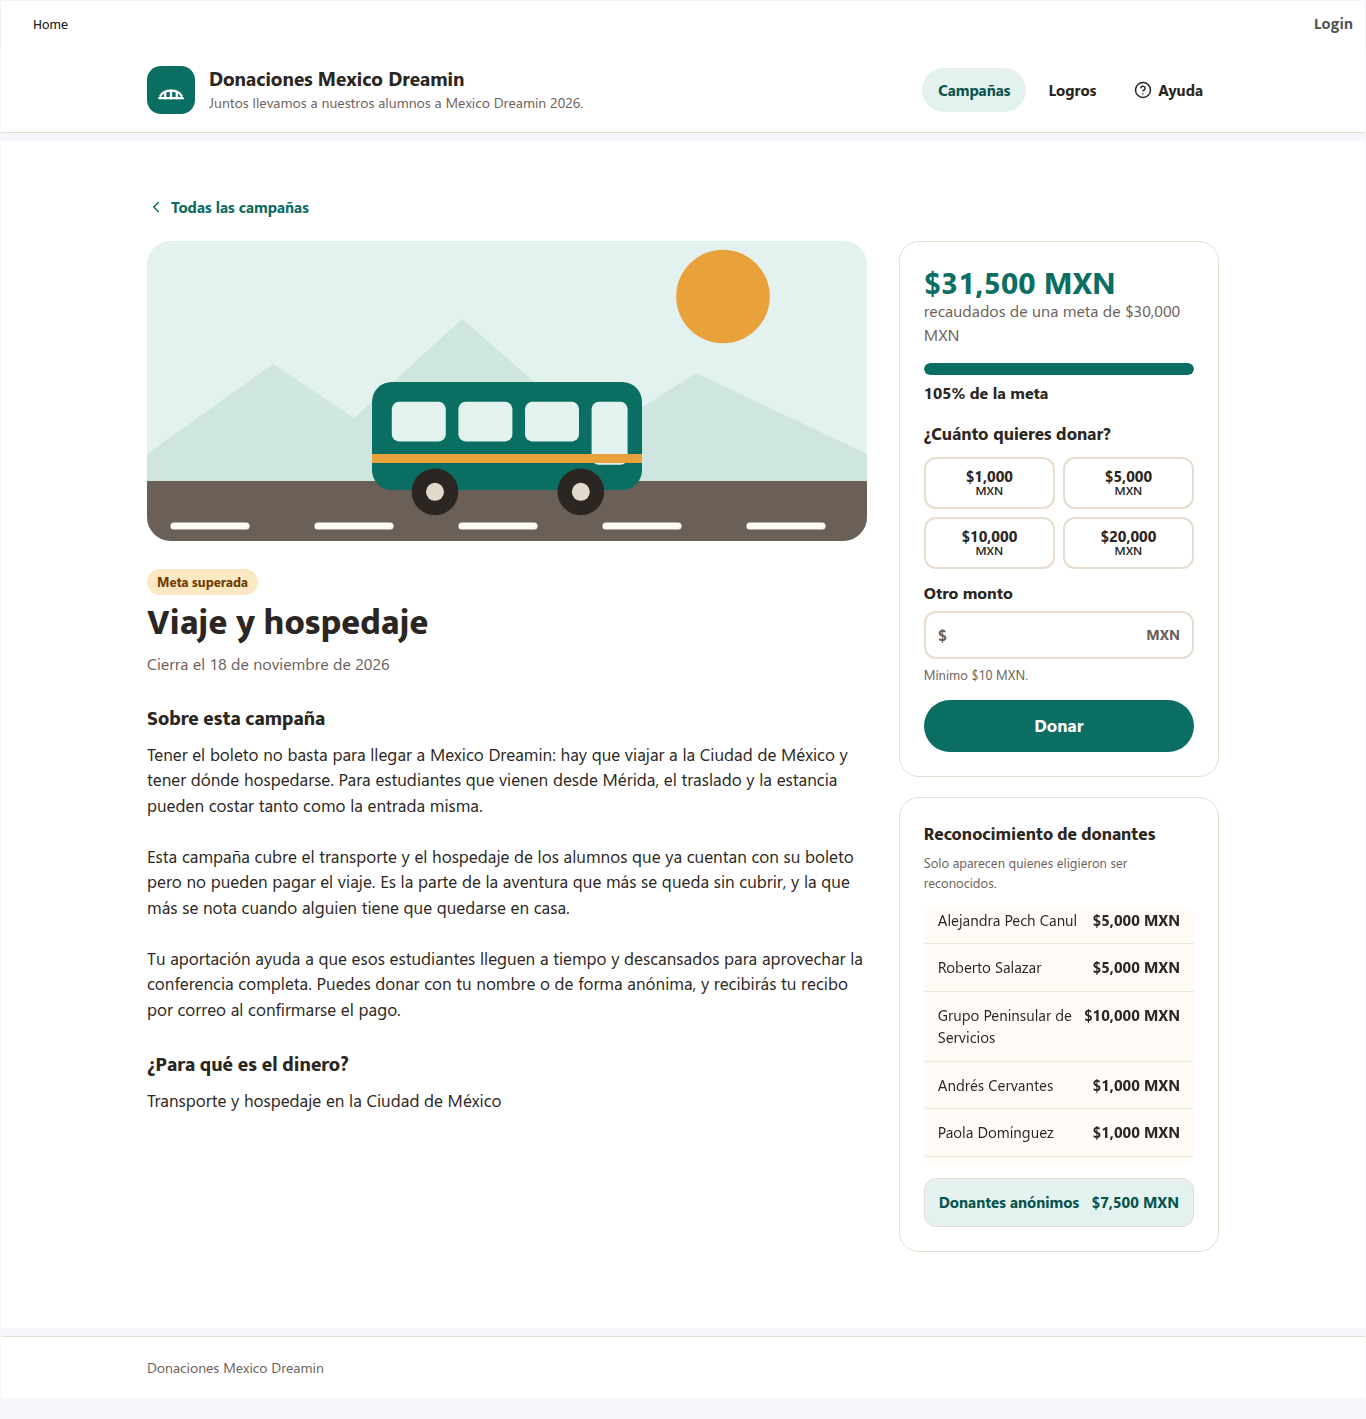 Home
Login
Donaciones Mexico Dreamin
Juntos llevamos a nuestros alumnos a Mexico Dreamin 2026.
Campañas
Logros
Ayuda
Todas las campañas
Meta superada
Viaje y hospedaje
Cierra el 18 de noviembre de 2026
Sobre esta campaña
Tener el boleto no basta para llegar a Mexico Dreamin: hay que viajar a la Ciudad de México y
tener dónde hospedarse. Para estudiantes que vienen desde Mérida, el traslado y la estancia
pueden costar tanto como la entrada misma.
Esta campaña cubre el transporte y el hospedaje de los alumnos que ya cuentan con su boleto
pero no pueden pagar el viaje. Es la parte de la aventura que más se queda sin cubrir, y la que
más se nota cuando alguien tiene que quedarse en casa.
Tu aportación ayuda a que esos estudiantes lleguen a tiempo y descansados para aprovechar la
conferencia completa. Puedes donar con tu nombre o de forma anónima, y recibirás tu recibo
por correo al confirmarse el pago.
¿Para qué es el dinero?
Transporte y hospedaje en la Ciudad de México
$31,500 MXN
recaudados de una meta de $30,000
MXN
105% de la meta
¿Cuánto quieres donar?
$1,000
MXN
$5,000
MXN
$10,000
MXN
$20,000
MXN
Otro monto
$ MXN
Mínimo $10 MXN.
Donar
Reconocimiento de donantes
Solo aparecen quienes eligieron ser
reconocidos.
Alejandra Pech Canul $5,000 MXN
Roberto Salazar $5,000 MXN
Grupo Peninsular de $10,000 MXN
Servicios
Andrés Cervantes $1,000 MXN
Paola Domínguez $1,000 MXN
Donantes anónimos $7,500 MXN
Donaciones Mexico Dreamin